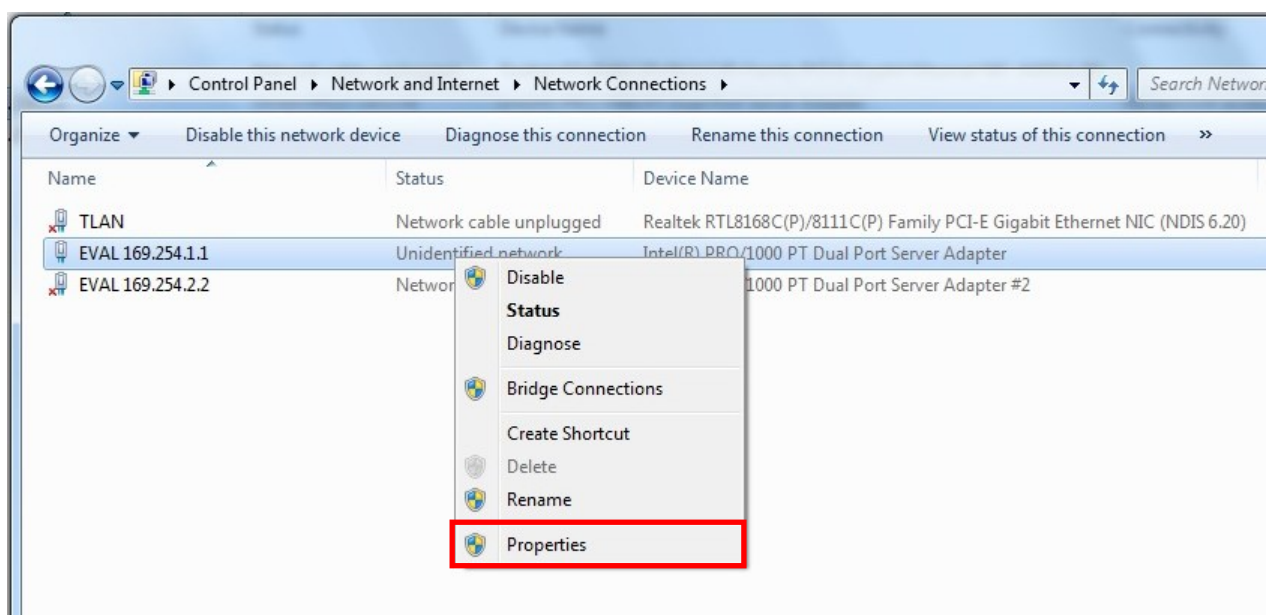 Control Panel Network and Internet Network Connections Search Networ
Organize Disable this network device Diagnose this connection Rename this connection View status of this connection »
Name Status Device Name
TLAN Network cable unplugged Realtek RTL8168C(P)/8111C(P) Family PCI-E Gigabit Ethernet NIC (NDIS 6.20)
EVAL 169.254.1.1 Unidentified network Intel(R) PRO/1000 PT Dual Port Server Adapter
EVAL 169.254.2.2 Networ 1000 PT Dual Port Server Adapter #2
Disable
Status
Diagnose
Bridge Connections
Create Shortcut
Delete
Rename
Properties